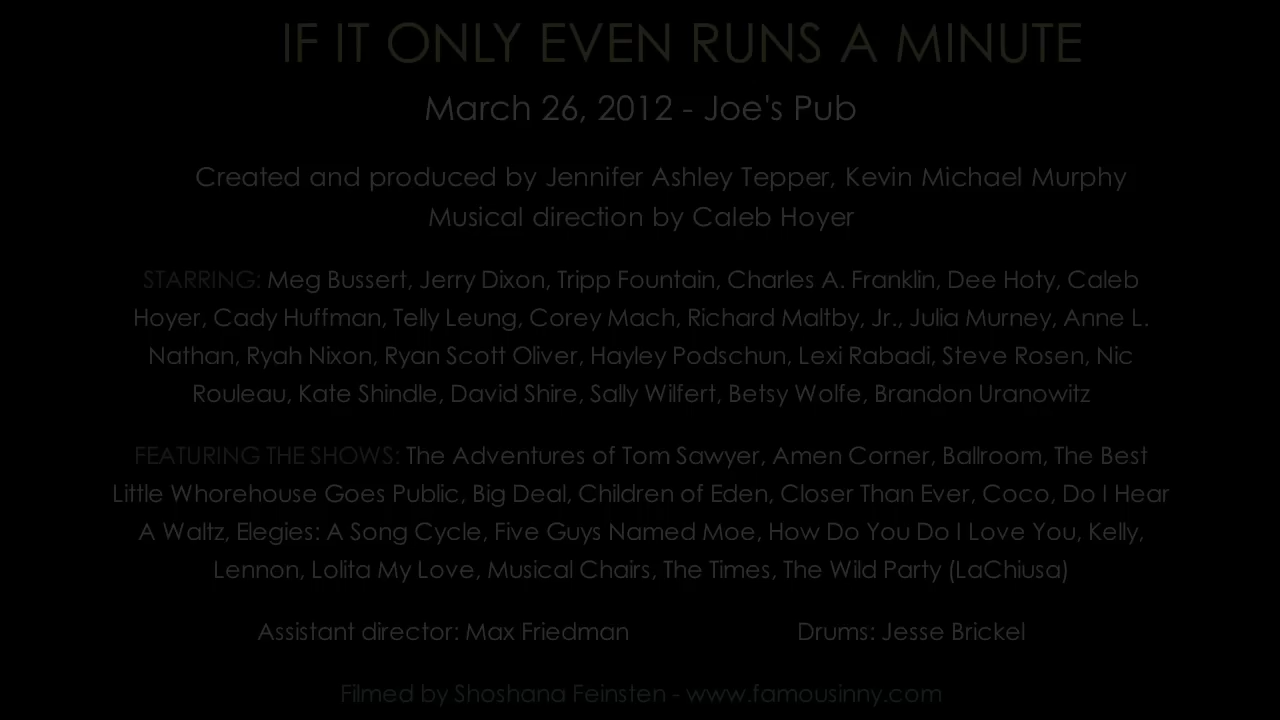 IF IT ONLY EVEN RUNS A MINUTE
March 26, 2012 - Joe's Pub
Created and produced by Jennifer Ashley Tepper, Kevin Michael Murphy
Musical direction by Caleb Hoyer
STARRING: Meg Bussert, Jerry Dixon, Tripp Fountain, Charles A. Franklin, Dee Hoty, Caleb
Hoyer, Cady Huffman, Telly Leung, Corey Mach, Richard Maltby, Jr., Julia Murney, Anne L.
Nathan, Ryah Nixon, Ryan Scott Oliver, Hayley Podschun, Lexi Rabadi, Steve Rosen, Nic
Rouleau, Kate Shindle, David Shire, Sally Wilfert, Betsy Wolfe, Brandon Uranowitz
FEATURING THE SHOWS: The Adventures of Tom Sawyer, Amen Corner, Ballroom, The Best
Little Whorehouse Goes Public, Big Deal, Children of Eden, Closer Than Ever, Coco, Do I Hear
A Waltz, Elegies: A Song Cycle, Five Guys Named Moe, How Do You Do I Love You, Kelly,
Lennon, Lolita My Love, Musical Chairs, The Times, The Wild Party (LaChiusa)
Assistant director: Max Friedman Drums: Jesse Brickel
Filmed by Shoshana Feinsten - www.famousinny.com